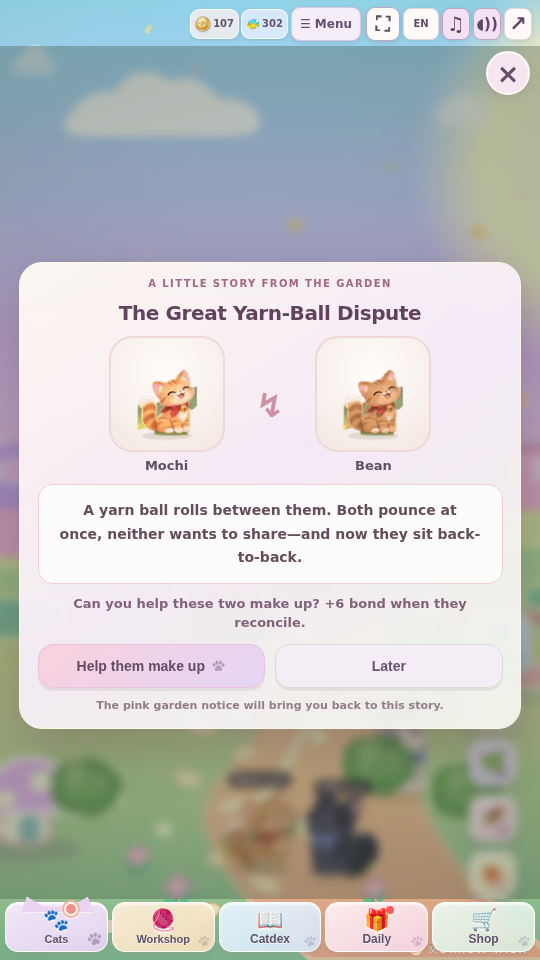 107
302
☰ Menu
EN
A LITTLE STORY FROM THE GARDEN
The Great Yarn-Ball Dispute
Mochi
Bean
A yarn ball rolls between them. Both pounce at
once, neither wants to share—and now they sit back-
to-back.
Can you help these two make up? +6 bond when they
reconcile.
Help them make up
Later
The pink garden notice will bring you back to this story.
Cats
Workshop
Catdex
Daily
Shop